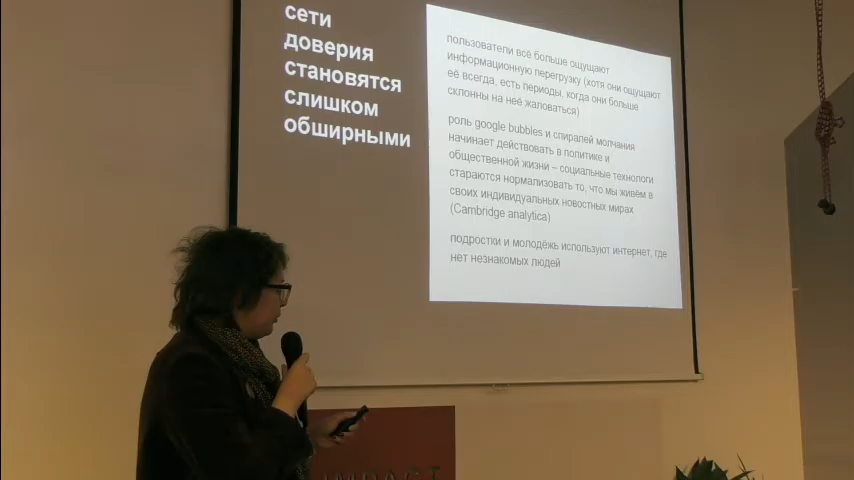 сети
доверия
становятся
слишком
обширными
пользователи всё больше ощущают
информационную перегрузку (хотя они ощущают
её всегда, есть периоды, когда они больше
склонны на неё жаловаться)
роль google bubbles и спиралей молчания
начинает действовать в политике и
общественной жизни – социальные технологи
стараются нормализовать то, что мы живём в
своих индивидуальных новостных мирах
(Cambridge analytica)
подростки и молодёжь используют интернет, где
нет незнакомых людей
IMPACT